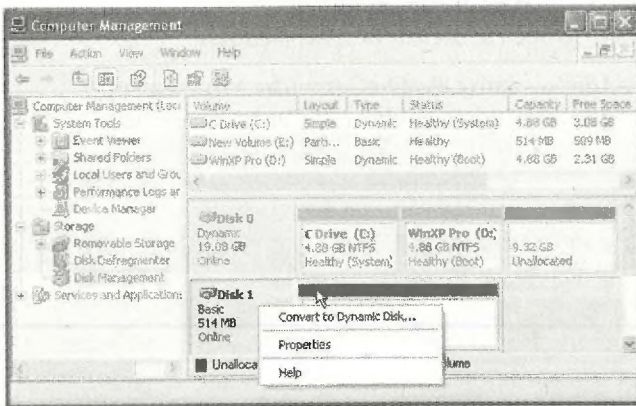 Computer Management
File Action View Window Help
Computer Management (Loca
Volume Layout Type Status Capacity Free Space
System Tools
C Drive (C:) Simple Dynamic Healthy (System) 4.88 GB 3.08 GB
Event Viewer
New Volume (E:) Parti... Basic Healthy 514 MB 509 MB
Shared Folders
WinXP Pro (D:) Simple Dynamic Healthy (Boot) 4.88 GB 2.31 GB
Local Users and Grou
Performance Logs ar
Device Manager
Storage
Removable Storage
Disk Defragmenter
Disk Management
Services and Applications
Disk 0
Dynamic
19.08 GB
Online
C Drive (C:)
4.88 GB NTFS
Healthy (System)
WinXP Pro (D:
4.88 GB NTFS
Healthy (Boot)
9.32 GB
Unallocated
Disk 1
Basic
514 MB
Online
Convert to Dynamic Disk...
Properties
Help
Unalloca
lume